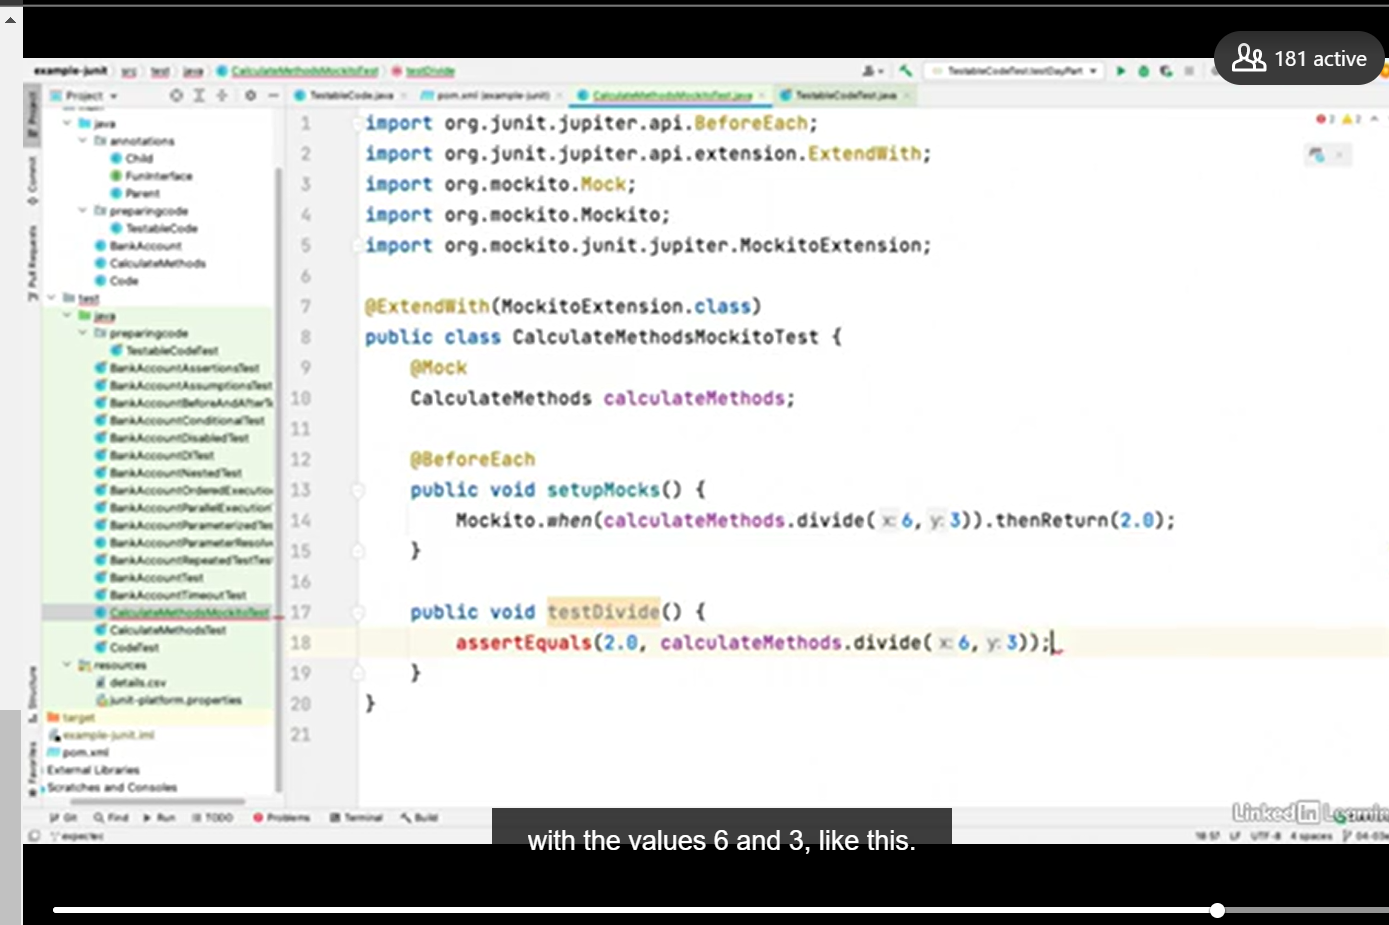 181 active
example-junit src test java CalculateMethodsMockitoTest testDivide
TestableCodeTest.testDayPart
Project
TestableCode.java
pom.xml (example-junit)
CalculateMethodsMockitoTest.java
TestableCodeTest.java
Project
Commit
Pull Requests
Structure
Favorites
java
annotations
Child
FunInterface
Parent
preparingcode
TestableCode
BankAccount
CalculateMethods
Code
test
java
preparingcode
TestableCodeTest
BankAccountAssertionsTest
BankAccountAssumptionsTest
BankAccountBeforeAndAfterTe
BankAccountConditionalTest
BankAccountDisabledTest
BankAccountDITest
BankAccountNestedTest
BankAccountOrderedExecution
BankAccountParallelExecution
BankAccountParameterizedTes
BankAccountParameterResolv
BankAccountRepeatedTestTes
BankAccountTest
BankAccountTimeoutTest
CalculateMethodsMockitoTest
CalculateMethodsTest
CodeTest
resources
details.csv
junit-platform.properties
target
example-junit.iml
pom.xml
External Libraries
Scratches and Consoles
1 import org.junit.jupiter.api.BeforeEach;
2 import org.junit.jupiter.api.extension.ExtendWith;
3 import org.mockito.Mock;
4 import org.mockito.Mockito;
5 import org.mockito.junit.jupiter.MockitoExtension;
6
7 @ExtendWith(MockitoExtension.class)
8 public class CalculateMethodsMockitoTest {
9 @Mock
10 CalculateMethods calculateMethods;
11
12 @BeforeEach
13 public void setupMocks() {
14 Mockito.when(calculateMethods.divide( x: 6, y: 3)).thenReturn(2.0);
15 }
16
17 public void testDivide() {
18 assertEquals(2.0, calculateMethods.divide( x: 6, y: 3));
19 }
20 }
21
Git Find Run TODO Problems Terminal Build
';' expected
18:57 LF UTF-8 4 spaces
LinkedIn Learning
with the values 6 and 3, like this.